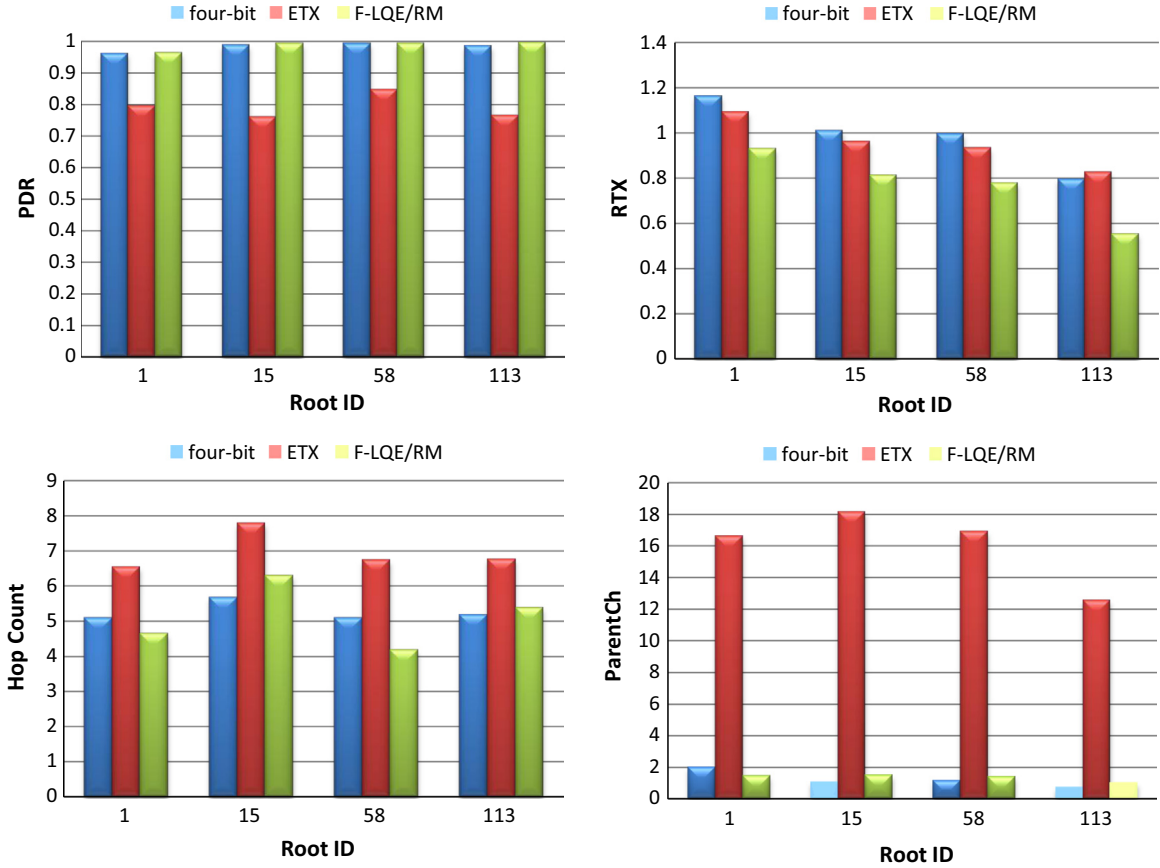 four-bit ETX F-LQE/RM
1
0.9
0.8
0.7
0.6
0.5
0.4
0.3
0.2
0.1
0
PDR
1 15 58 113
Root ID
four-bit ETX F-LQE/RM
1.4
1.2
1
0.8
0.6
0.4
0.2
0
RTX
1 15 58 113
Root ID
four-bit ETX F-LQE/RM
9
8
7
6
5
4
3
2
1
0
Hop Count
1 15 58 113
Root ID
four-bit ETX F-LQE/RM
20
18
16
14
12
10
8
6
4
2
0
ParentCh
1 15 58 113
Root ID